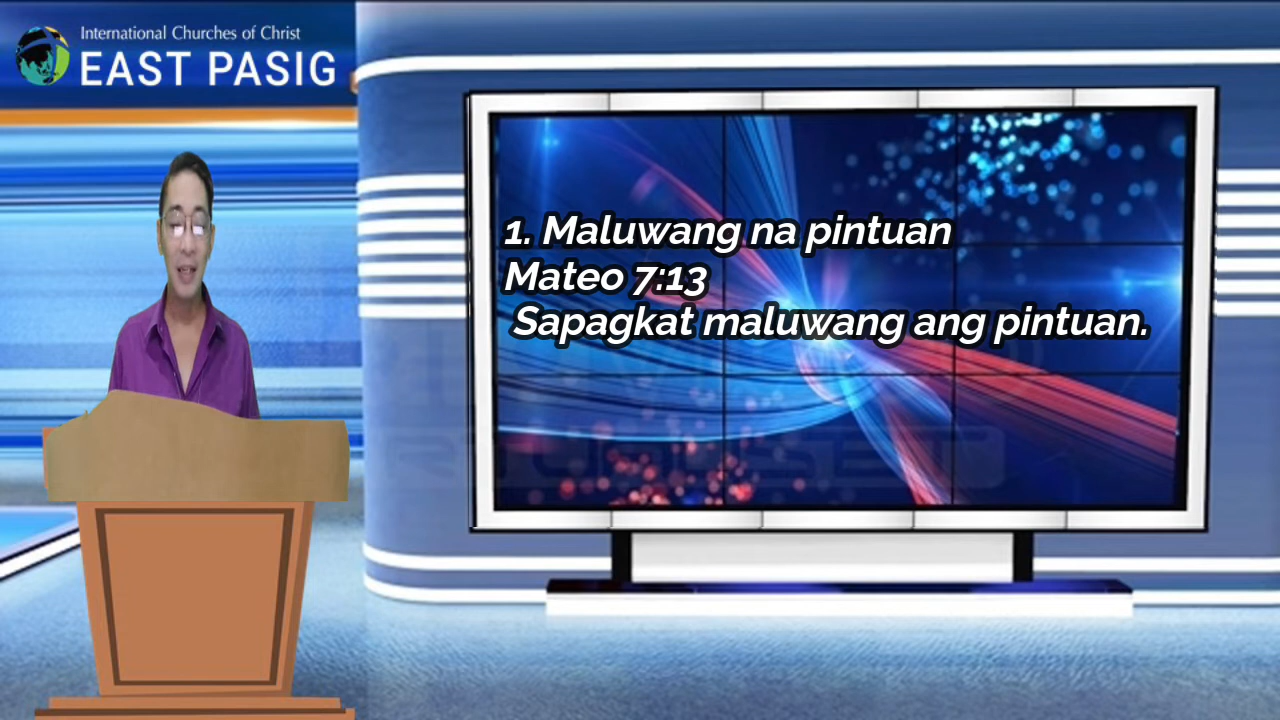 International Churches of Christ
EAST PASIG
1. Maluwang na pintuan
Mateo 7:13
Sapagkat maluwang ang pintuan.